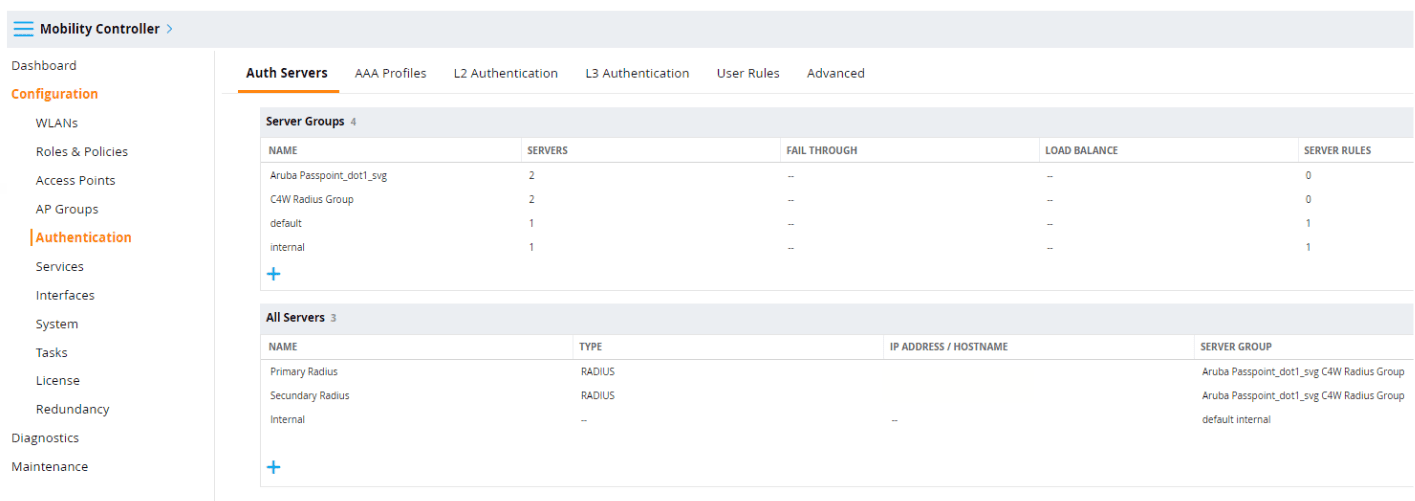 Mobility Controller >
Dashboard
Configuration
WLANs
Roles & Policies
Access Points
AP Groups
Authentication
Services
Interfaces
System
Tasks
License
Redundancy
Diagnostics
Maintenance
Auth Servers AAA Profiles L2 Authentication L3 Authentication User Rules Advanced
Server Groups 4
NAME SERVERS FAIL THROUGH LOAD BALANCE SERVER RULES
Aruba Passpoint_dot1_svg 2 -- -- 0
C4W Radius Group 2 -- -- 0
default 1 -- -- 1
internal 1 -- -- 1
+
All Servers 3
NAME TYPE IP ADDRESS / HOSTNAME SERVER GROUP
Primary Radius RADIUS Aruba Passpoint_dot1_svg C4W Radius Group
Secundary Radius RADIUS Aruba Passpoint_dot1_svg C4W Radius Group
Internal -- -- default internal
+